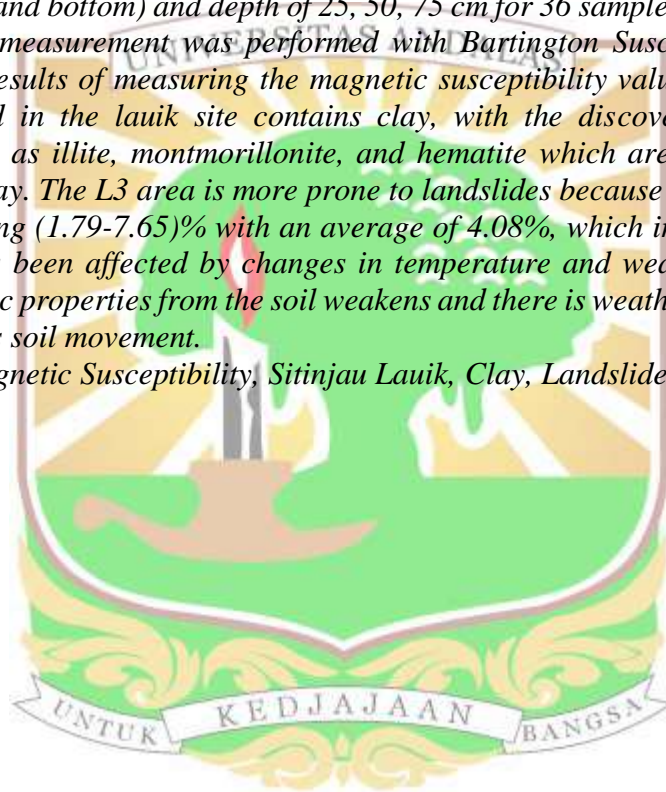 and bottom) and depth of 25, 50, 75 cm for 36 sample
measurement was performed with Bartington Susc
UNIVERSITAS ANDALAS
esults of measuring the magnetic susceptibility valu
in the lauik site contains clay, with the discove
as illite, montmorillonite, and hematite which are
ay. The L3 area is more prone to landslides because
ng (1.79-7.65)% with an average of 4.08%, which in
been affected by changes in temperature and wea
c properties from the soil weakens and there is weath
soil movement.
gnetic Susceptibility, Sitinjau Lauik, Clay, Landslide
UNTUK KEDJAJAAN BANGSA